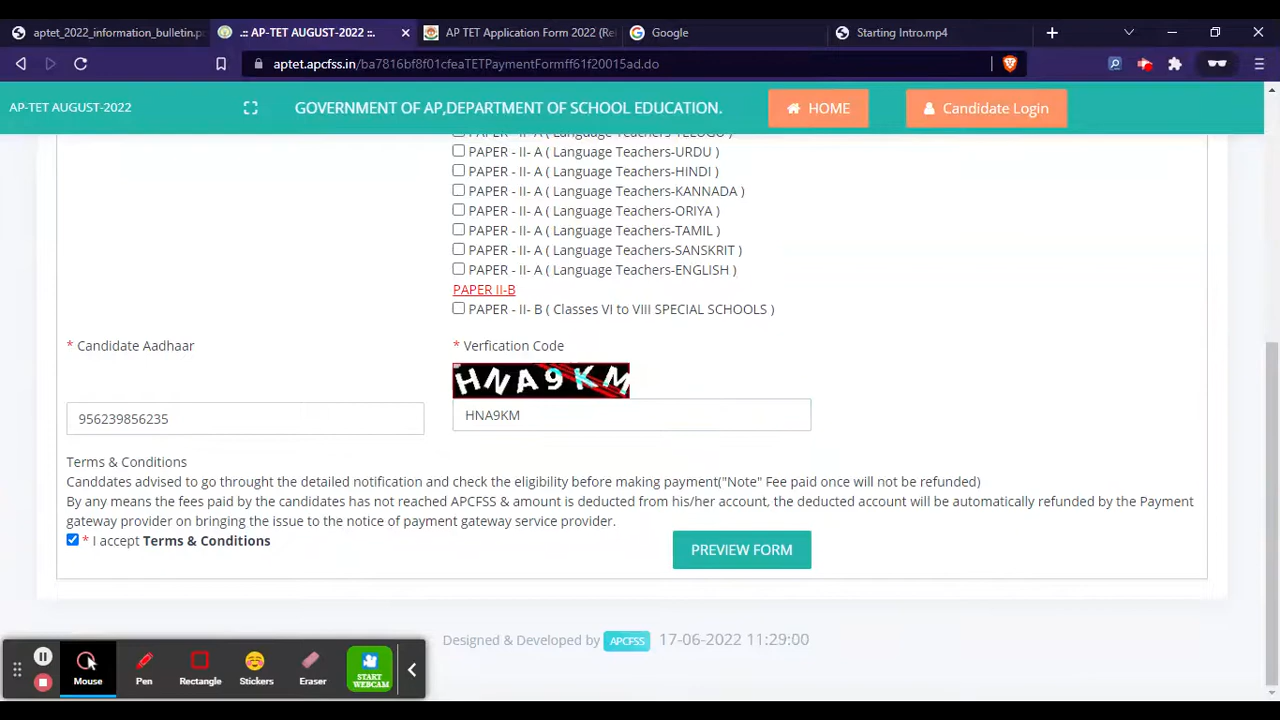 aptet_2022_information_bulletin.p
.:: AP-TET AUGUST-2022 ::.
AP TET Application Form 2022 (Rel
Google
Starting Intro.mp4
aptet.apcfss.in/ba7816bf8f01cfeaTETPaymentFormff61f20015ad.do
AP-TET AUGUST-2022
GOVERNMENT OF AP,DEPARTMENT OF SCHOOL EDUCATION.
HOME
Candidate Login
PAPER - II- A ( Language Teachers-TELUGU )
PAPER - II- A ( Language Teachers-URDU )
PAPER - II- A ( Language Teachers-HINDI )
PAPER - II- A ( Language Teachers-KANNADA )
PAPER - II- A ( Language Teachers-ORIYA )
PAPER - II- A ( Language Teachers-TAMIL )
PAPER - II- A ( Language Teachers-SANSKRIT )
PAPER - II- A ( Language Teachers-ENGLISH )
PAPER II-B
PAPER - II- B ( Classes VI to VIII SPECIAL SCHOOLS )
* Candidate Aadhaar
* Verfication Code
HNA9KM
956239856235
HNA9KM
Terms & Conditions
Canddates advised to go throught the detailed notification and check the eligibility before making payment("Note" Fee paid once will not be refunded)
By any means the fees paid by the candidates has not reached APCFSS & amount is deducted from his/her account, the deducted account will be automatically refunded by the Payment
gateway provider on bringing the issue to the notice of payment gateway service provider.
* I accept Terms & Conditions
PREVIEW FORM
Designed & Developed by APCFSS 17-06-2022 11:29:00
Mouse
Pen
Rectangle
Stickers
Eraser
START
WEBCAM